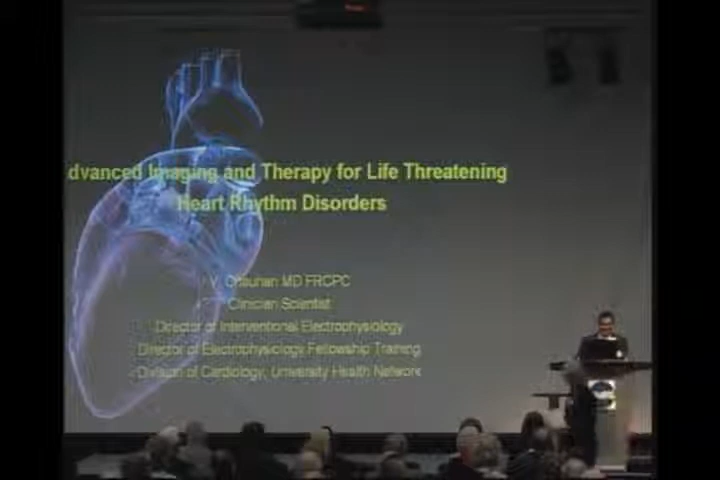 dvanced Imaging and Therapy for Life Threatening
Heart Rhythm Disorders
V. Chauhan MD FRCPC
Clinician Scientist
Director of Interventional Electrophysiology
Director of Electrophysiology Fellowship Training
Division of Cardiology, University Health Network